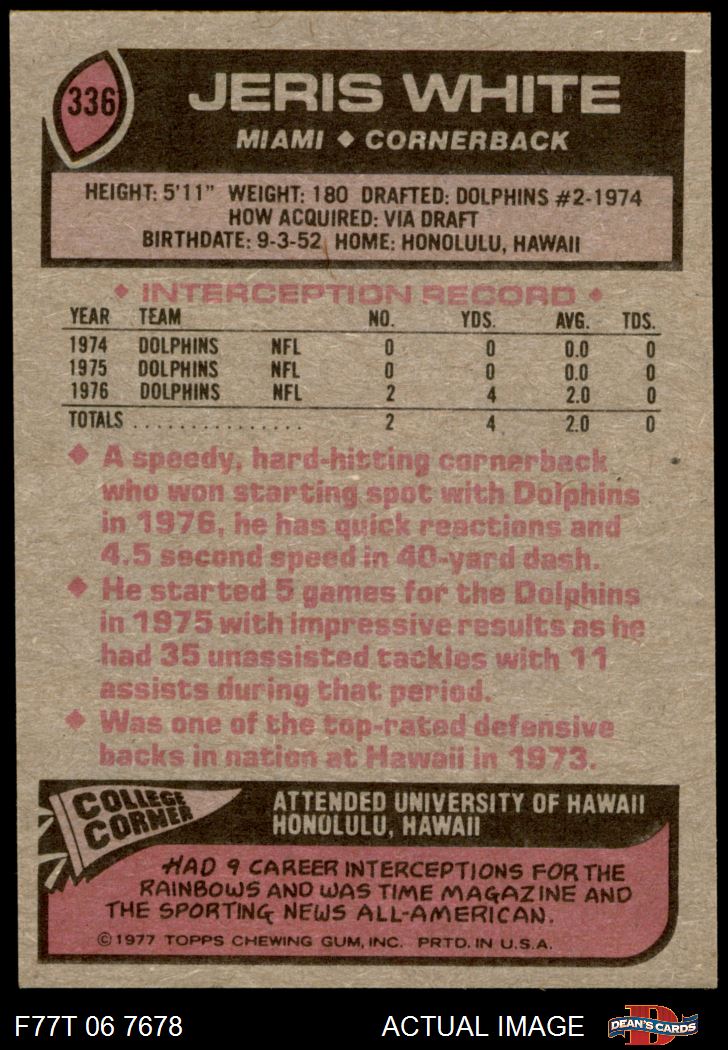 336
JERIS WHITE
MIAMI ◆ CORNERBACK
HEIGHT: 5'11" WEIGHT: 180 DRAFTED: DOLPHINS #2-1974
HOW ACQUIRED: VIA DRAFT
BIRTHDATE: 9-3-52 HOME: HONOLULU, HAWAII
◆ INTERCEPTION RECORD ◆
YEAR TEAM NO. YDS. AVG. TDS.
1974 DOLPHINS NFL 0 0 0.0 0
1975 DOLPHINS NFL 0 0 0.0 0
1976 DOLPHINS NFL 2 4 2.0 0
TOTALS ............... 2 4 2.0 0
◆ A speedy, hard-hitting cornerback
who won starting spot with Dolphins
in 1976, he has quick reactions and
4.5 second speed in 40-yard dash.
◆ He started 5 games for the Dolphins
in 1975 with impressive results as he
had 35 unassisted tackles with 11
assists during that period.
◆ Was one of the top-rated defensive
backs in nation at Hawaii in 1973.
COLLEGE
CORNER
ATTENDED UNIVERSITY OF HAWAII
HONOLULU, HAWAII
HAD 9 CAREER INTERCEPTIONS FOR THE
RAINBOWS AND WAS TIME MAGAZINE AND
THE SPORTING NEWS ALL-AMERICAN.
©1977 TOPPS CHEWING GUM, INC. PRTD. IN U.S.A.
F77T 06 7678 ACTUAL IMAGE D DEAN'S CARDS